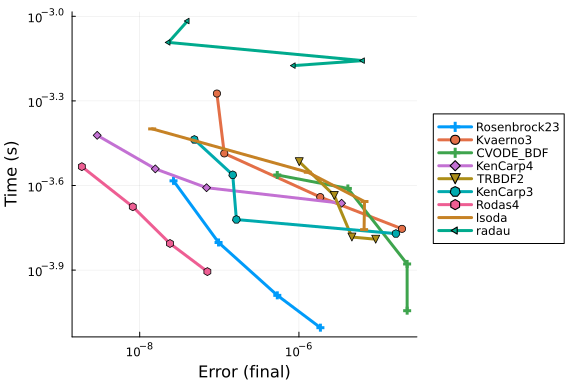 10^−3.0
10^−3.3
10^−3.6
10^−3.9
Time (s)
10^−8
10^−6
Error (final)
Rosenbrock23
Kvaerno3
CVODE_BDF
KenCarp4
TRBDF2
KenCarp3
Rodas4
lsoda
radau